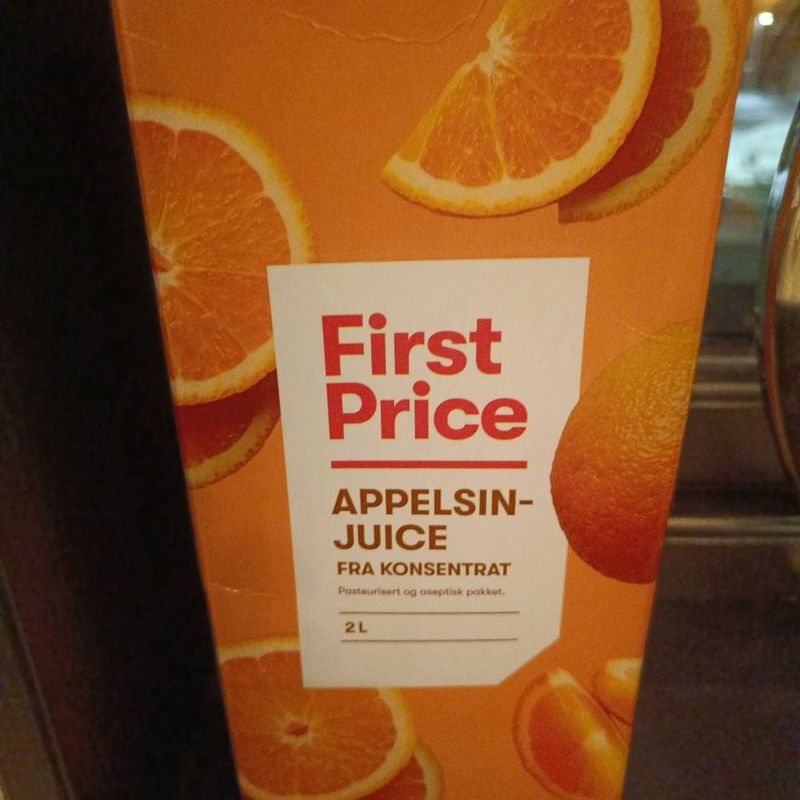 First
Price
APPELSIN-
JUICE
FRA KONSENTRAT
Pasteurisert og aseptisk pakket.
2 L